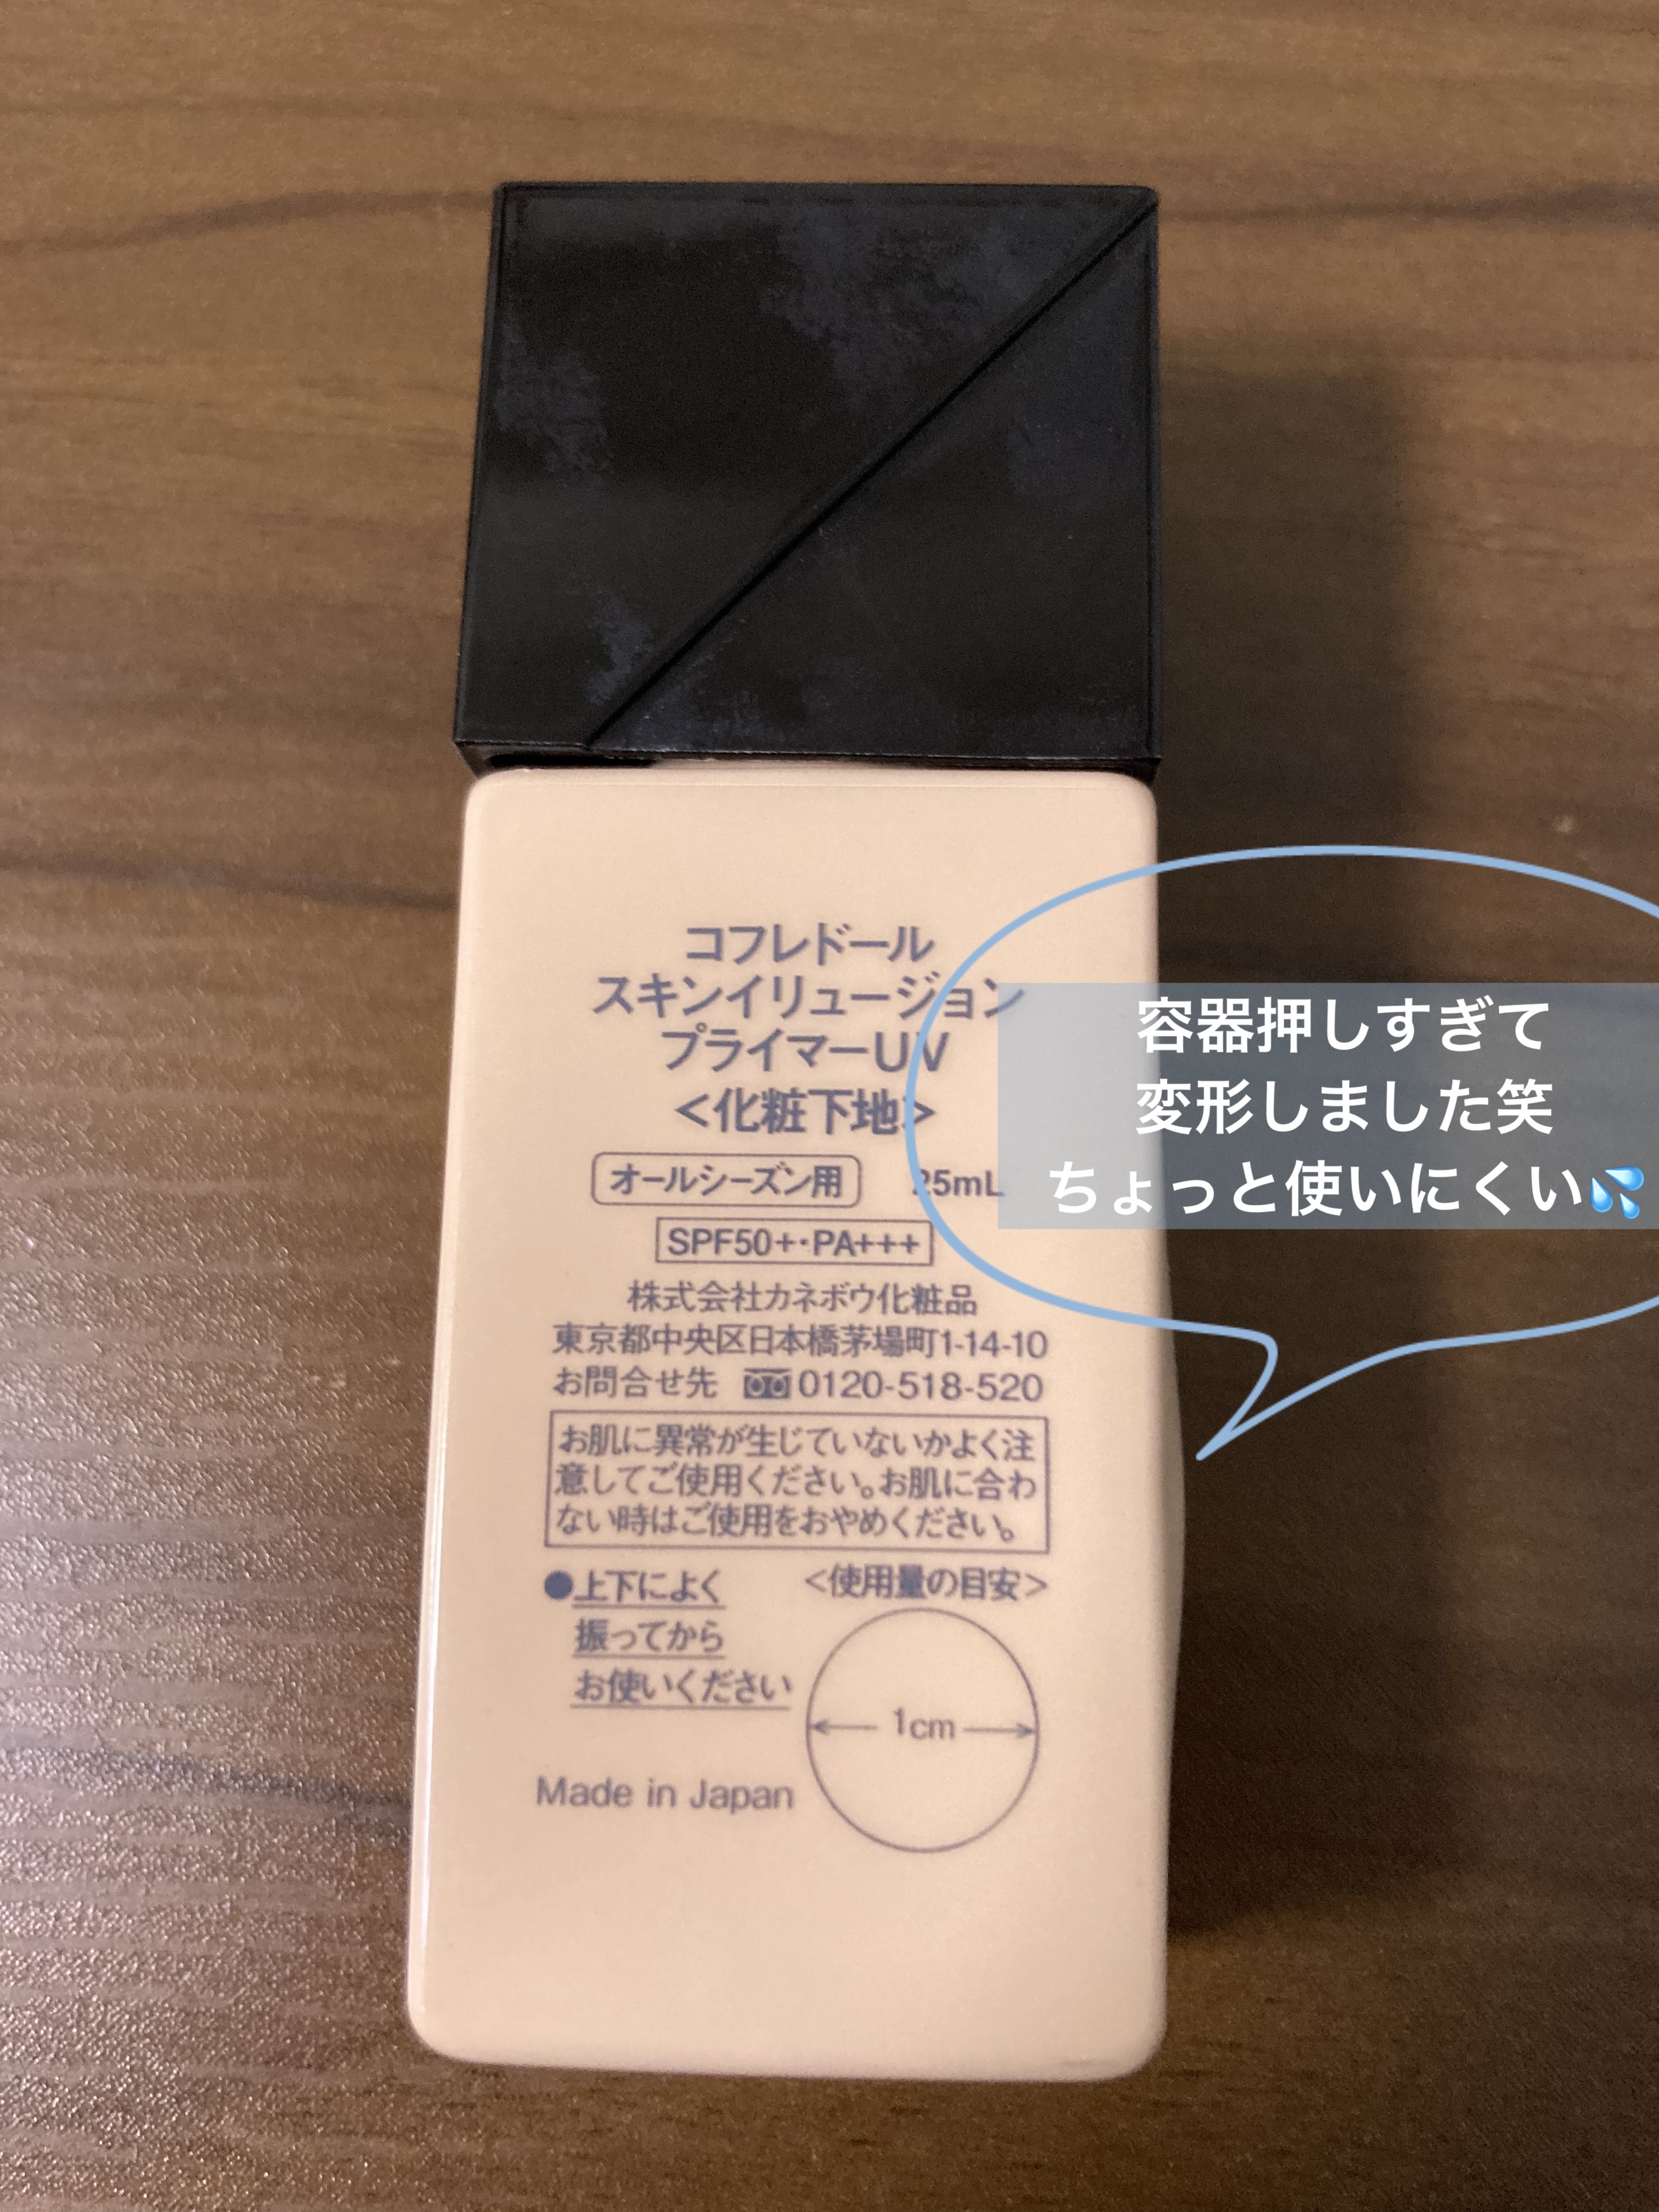 コフレドール
スキンイリュージョン
プライマーUV
<化粧下地>
オールシーズン用 25mL
SPF50+・PA+++
株式会社カネボウ化粧品
東京都中央区日本橋茅場町1-14-10
お問合せ先 0120-518-520
お肌に異常が生じていないかよく注
意してご使用ください。お肌に合わ
ない時はご使用をおやめください。
●上下によく
振ってから
お使いください
<使用量の目安>
1cm
Made in Japan
容器押しすぎて
変形しました笑
ちょっと使いにくい💦